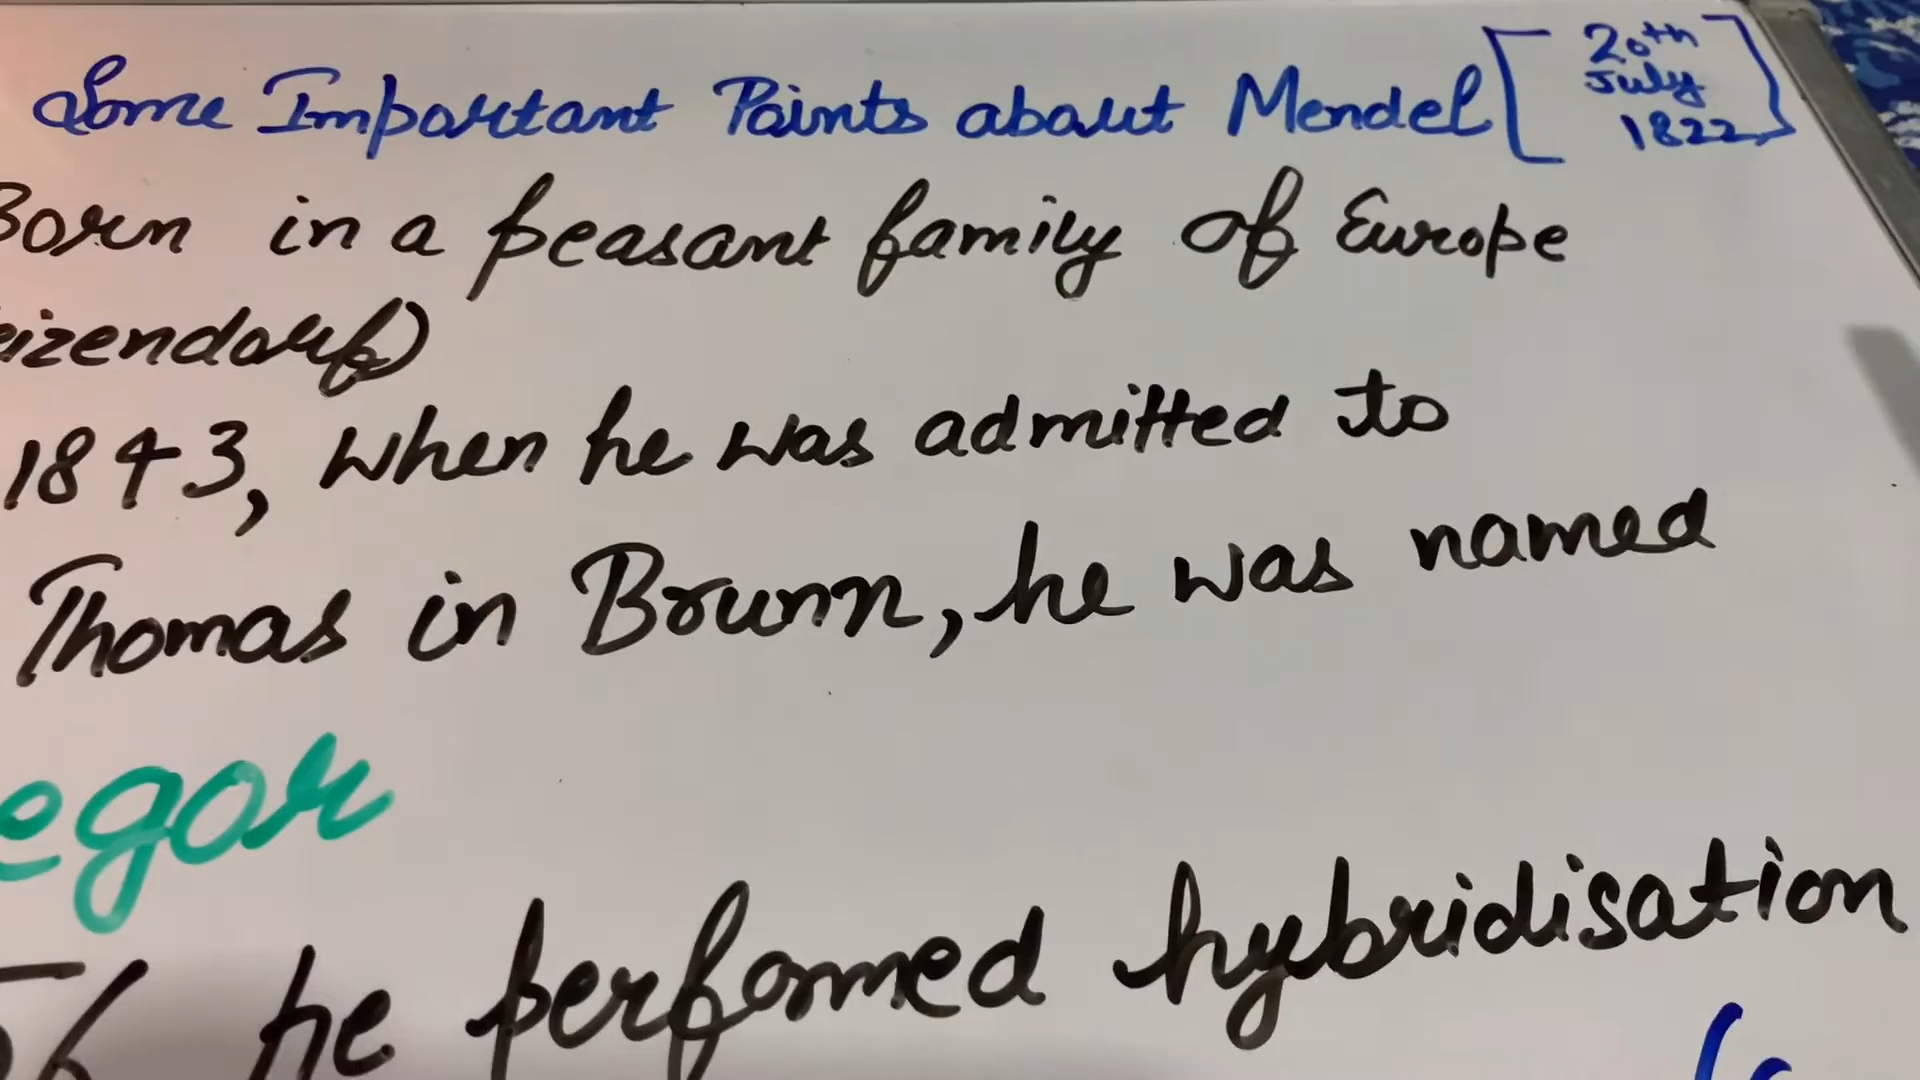 Some Important Points about Mendel [20th July 1822]
Born in a peasant family of Europe
eizendorf)
1843, when he was admitted to
Thomas in Brunn, he was named
egor
he performed hybridisation